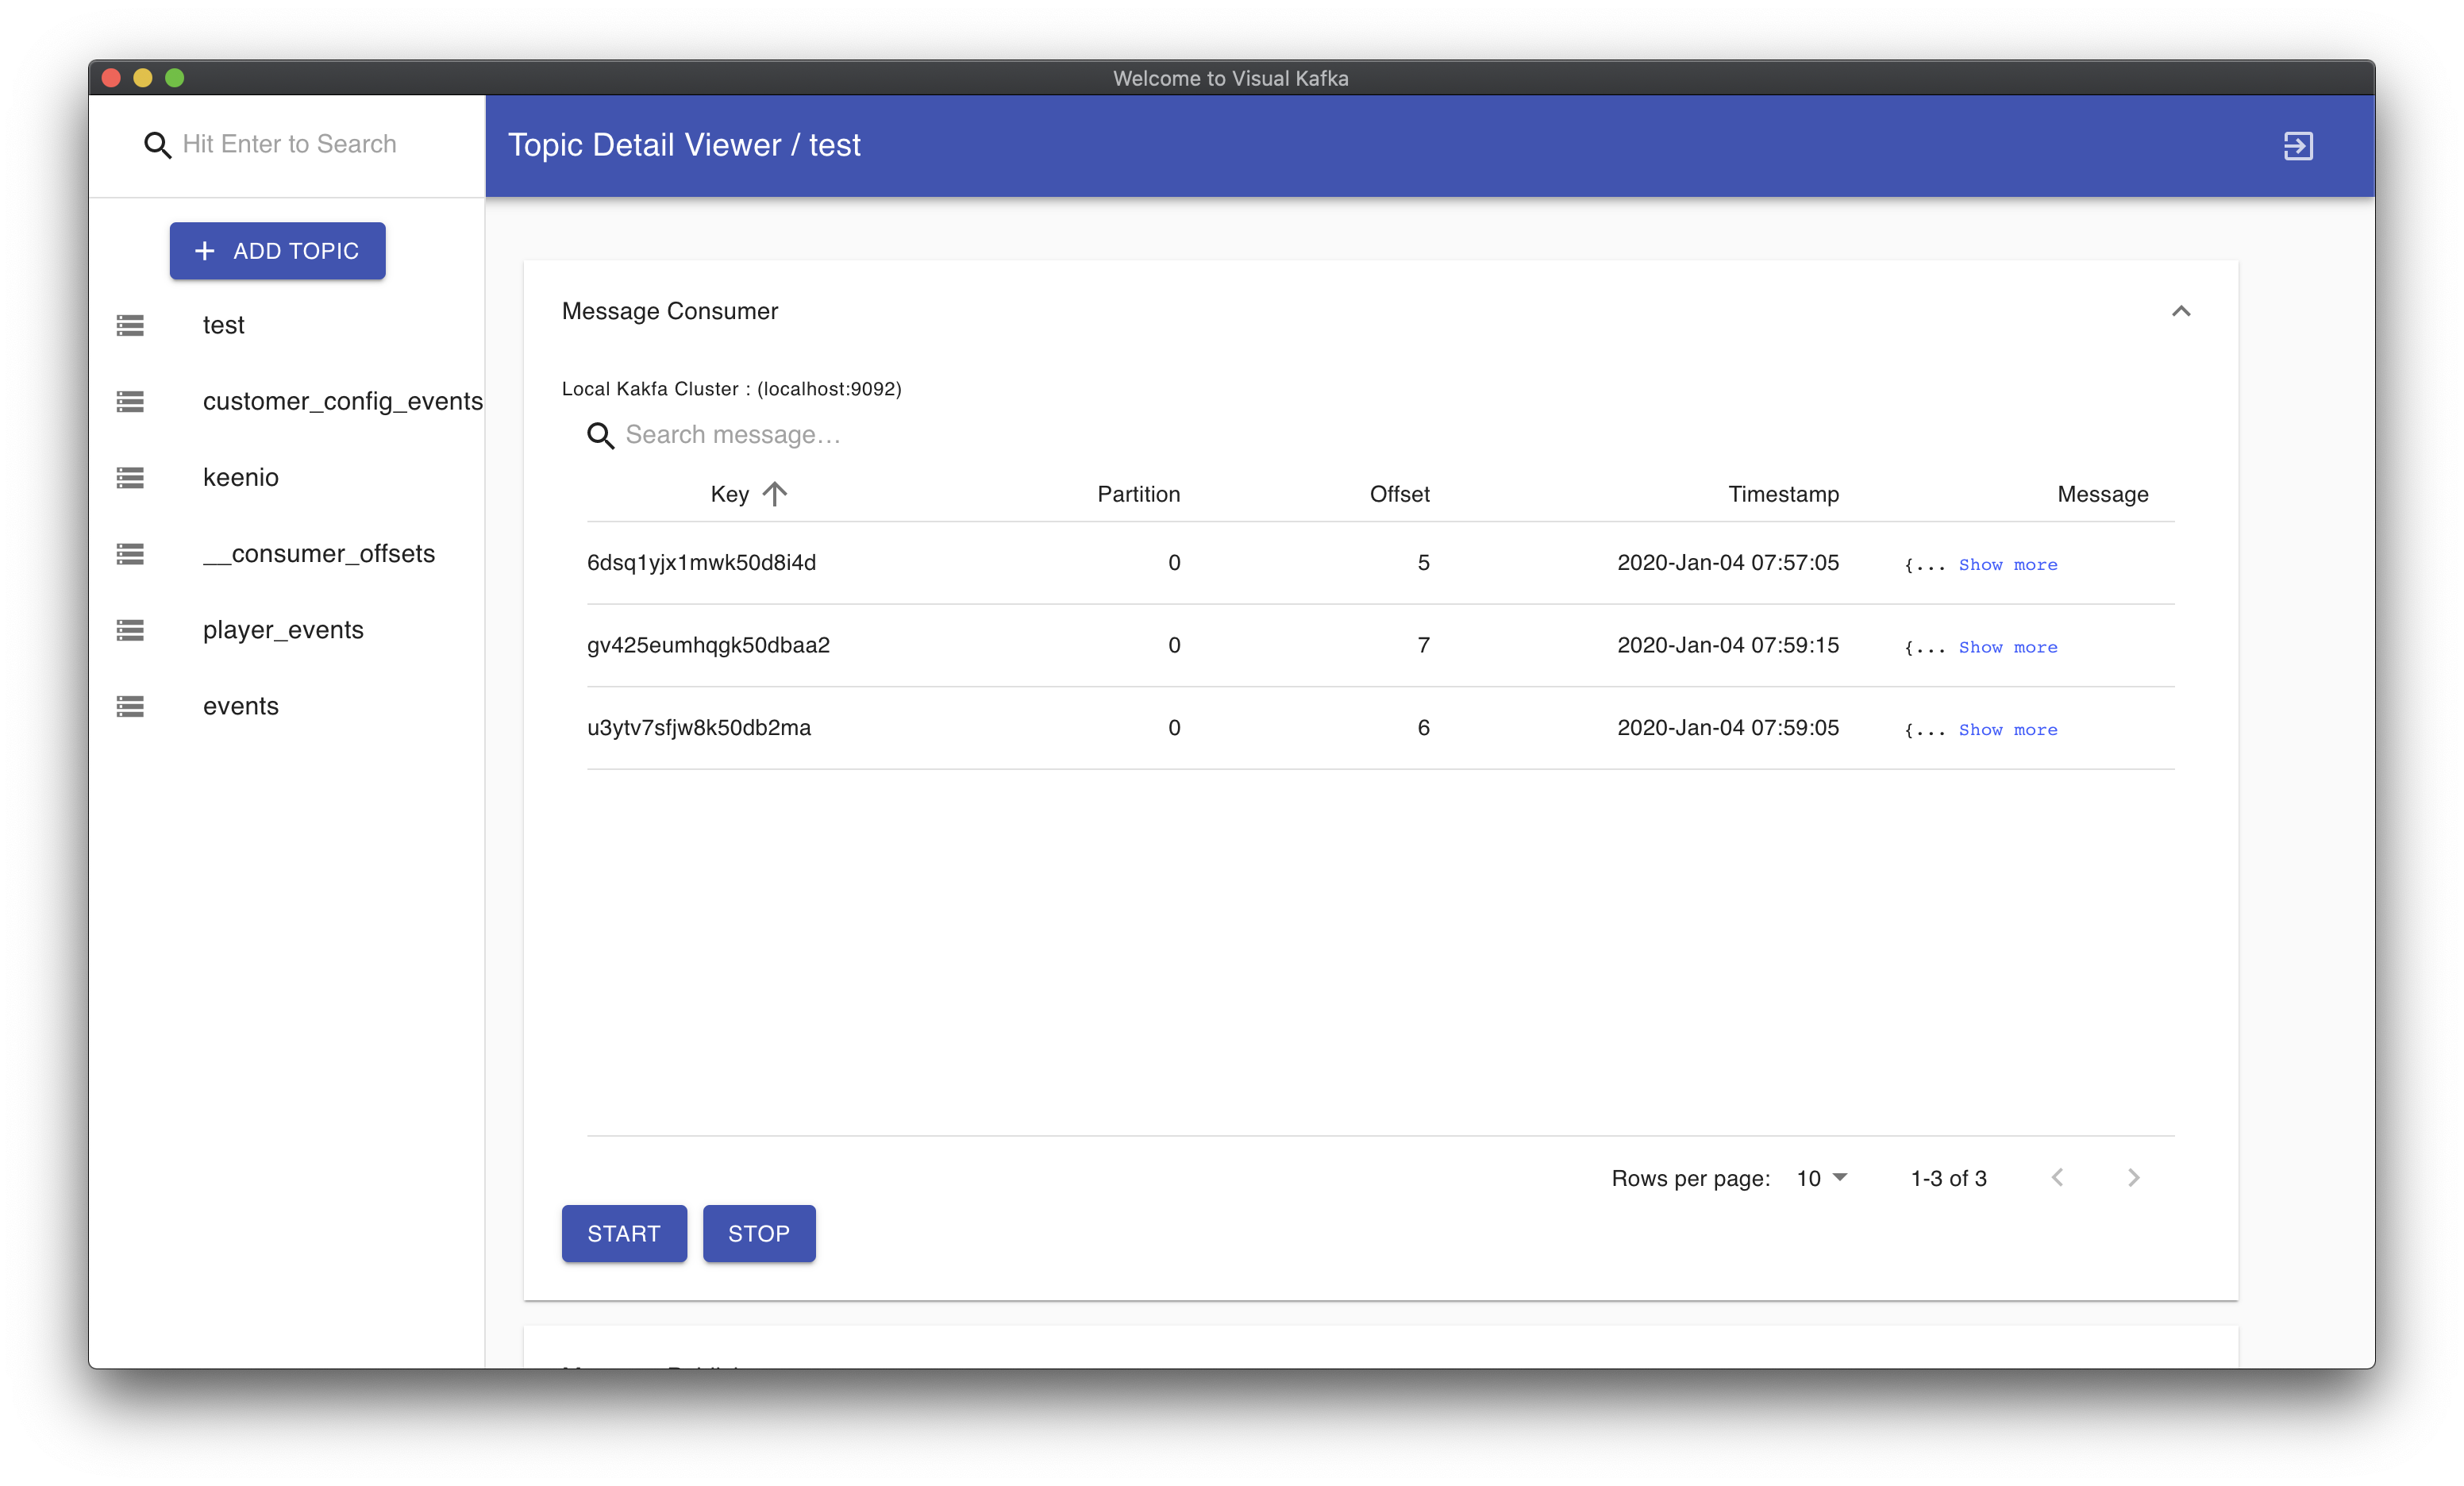 Welcome to Visual Kafka
Hit Enter to Search
Topic Detail Viewer / test
ADD TOPIC
test
customer_config_events
keenio
__consumer_offsets
player_events
events
Message Consumer
Local Kakfa Cluster : (localhost:9092)
Search message...
Key Partition Offset Timestamp Message
6dsq1yjx1mwk50d8i4d 0 5 2020-Jan-04 07:57:05 {... Show more
gv425eumhqgk50dbaa2 0 7 2020-Jan-04 07:59:15 {... Show more
u3ytv7sfjw8k50db2ma 0 6 2020-Jan-04 07:59:05 {... Show more
Rows per page: 10 1-3 of 3
START STOP